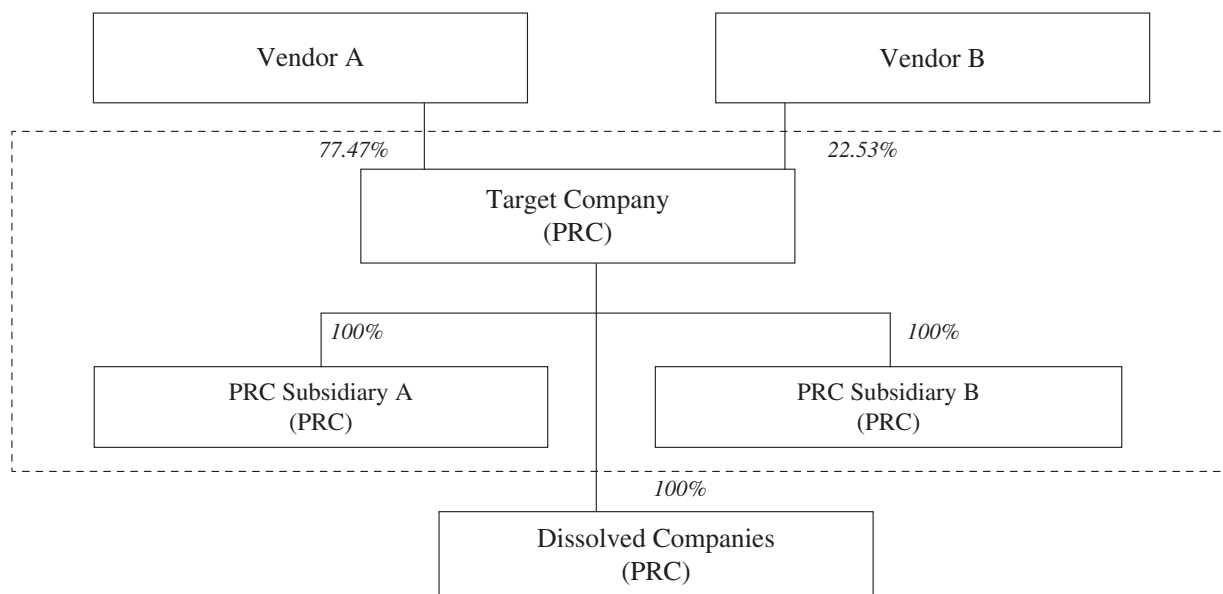 Vendor A
Vendor B
77.47%
22.53%
Target Company
(PRC)
100%
100%
PRC Subsidiary A
(PRC)
PRC Subsidiary B
(PRC)
100%
Dissolved Companies
(PRC)